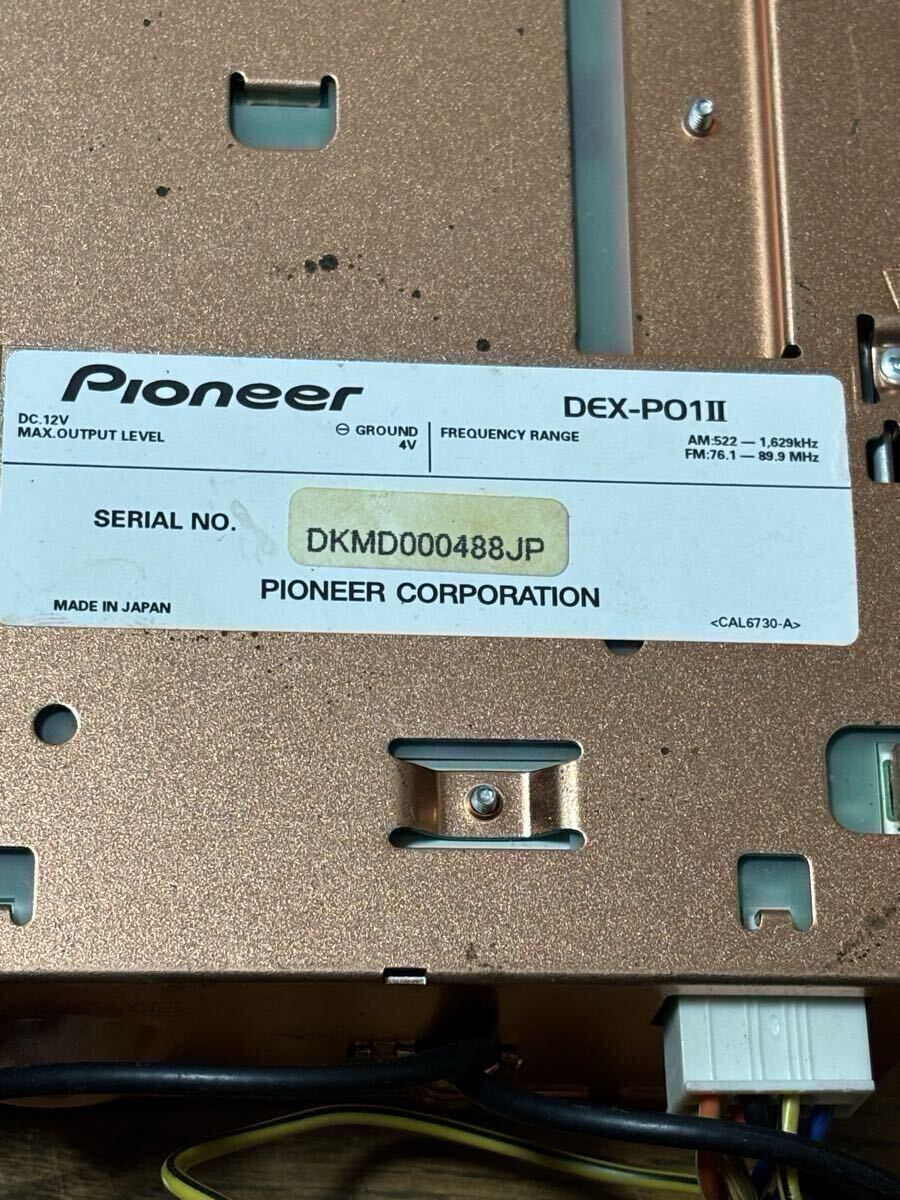 Pioneer
DEX-P01II
DC.12V
⊖ GROUND
MAX.OUTPUT LEVEL
4V
FREQUENCY RANGE
AM:522 — 1,629kHz
FM:76.1 — 89.9 MHz
SERIAL NO.
DKMD000488JP
PIONEER CORPORATION
MADE IN JAPAN
<CAL6730-A>